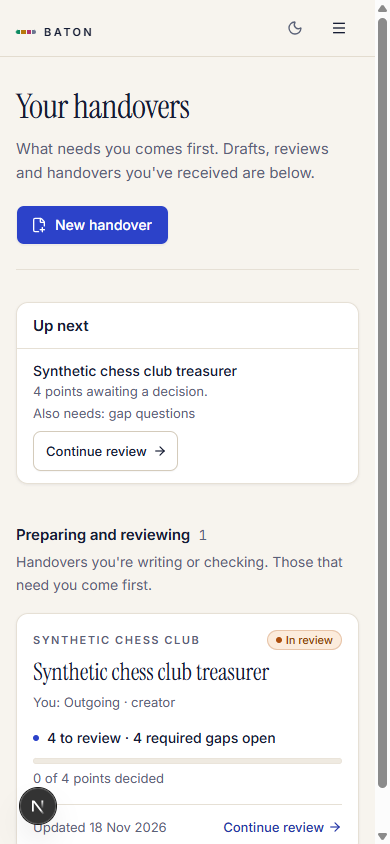 BATON
Your handovers
What needs you comes first. Drafts, reviews
and handovers you've received are below.
New handover
Up next
Synthetic chess club treasurer
4 points awaiting a decision.
Also needs: gap questions
Continue review →
Preparing and reviewing 1
Handovers you're writing or checking. Those that
need you come first.
SYNTHETIC CHESS CLUB
In review
Synthetic chess club treasurer
You: Outgoing · creator
4 to review · 4 required gaps open
0 of 4 points decided
N
Updated 18 Nov 2026
Continue review →